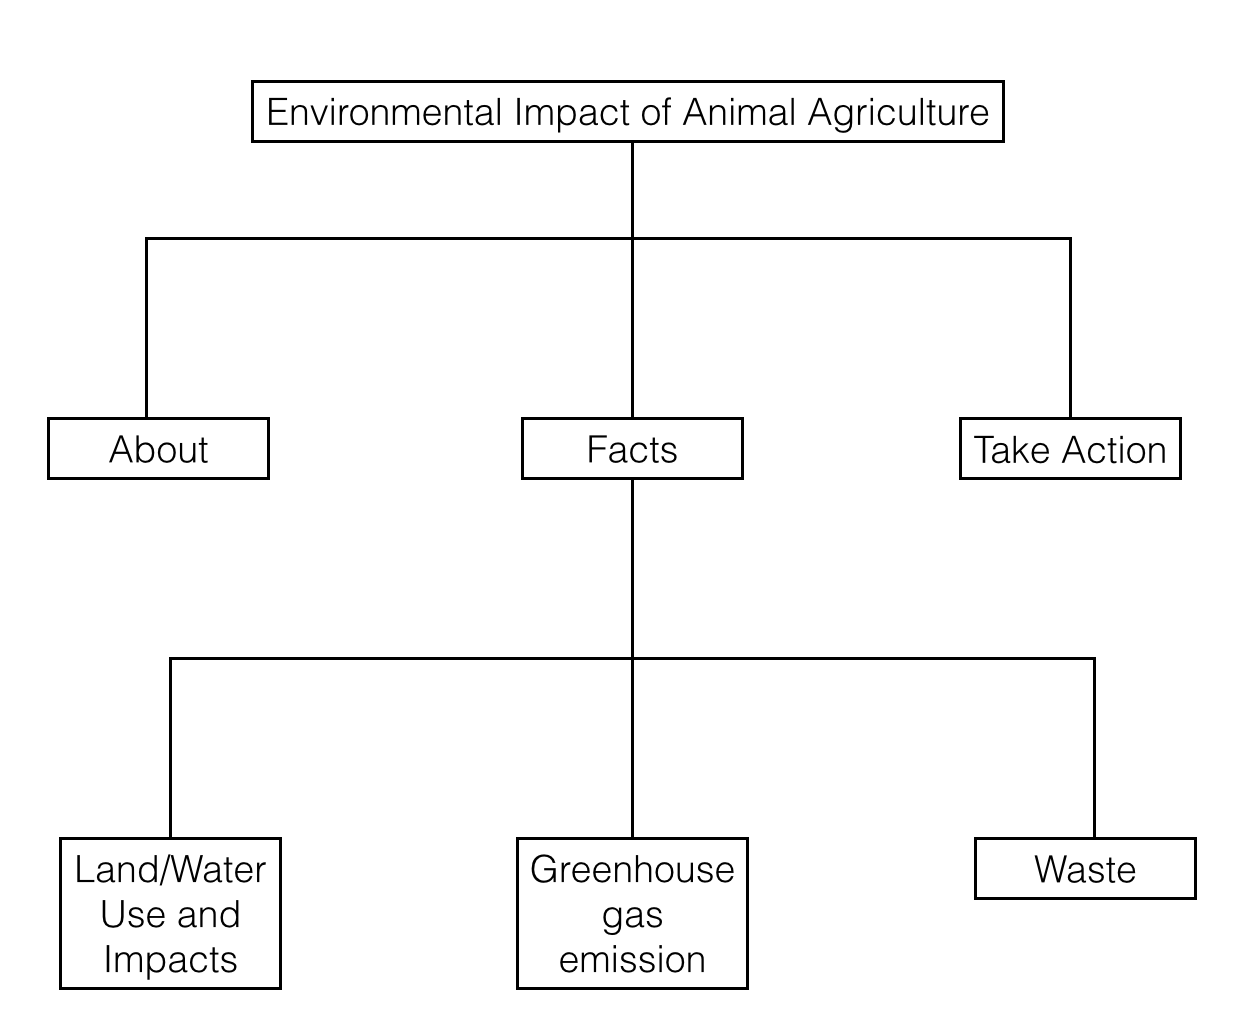 Environmental Impact of Animal Agriculture
About
Facts
Take Action
Land/Water
Use and
Impacts
Greenhouse
gas
emission
Waste